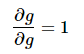 ∂g/∂g = 1